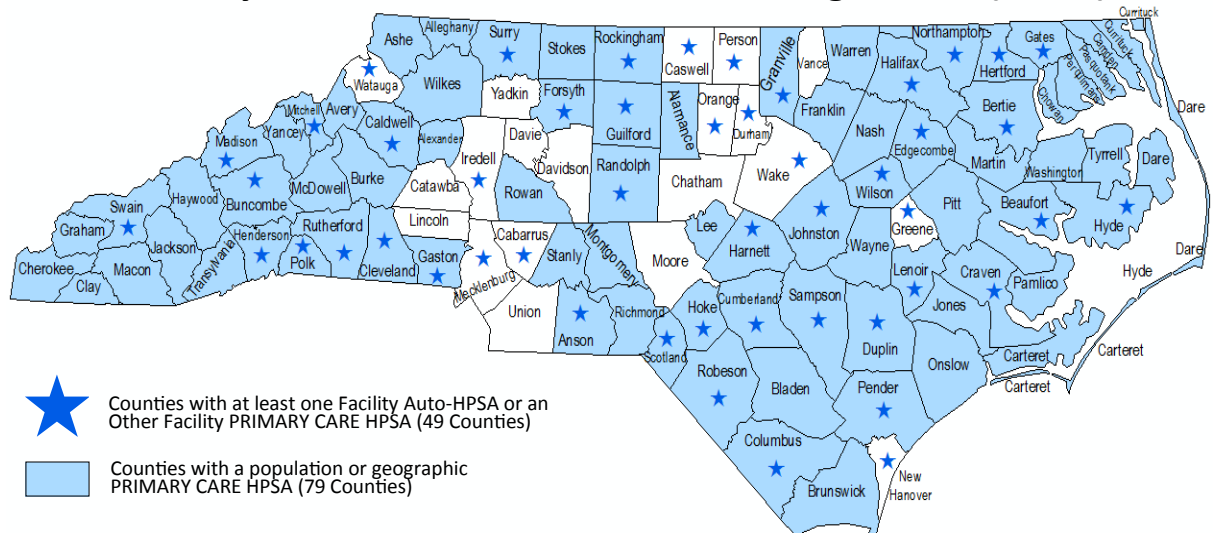 Currituck
Alleghany
Ashe
Surry
Stokes
Rockingham
Caswell
Person
Granville
Vance
Warren
Northampton
Gates
Hertford
Halifax
Currituck
Camden
Pasquotank
Perquimans
Chowan
Dare
Watauga
Wilkes
Yadkin
Forsyth
Guilford
Alamance
Orange
Durham
Franklin
Nash
Edgecombe
Bertie
Martin
Washington
Tyrrell
Dare
Mitchell
Avery
Yancey
Caldwell
Alexander
Iredell
Davie
Davidson
Randolph
Chatham
Wake
Wilson
Pitt
Beaufort
Hyde
Madison
Haywood
Buncombe
McDowell
Burke
Catawba
Rowan
Lincoln
Cabarrus
Stanly
Montgomery
Moore
Lee
Harnett
Johnston
Wayne
Greene
Lenoir
Craven
Pamlico
Hyde
Dare
Swain
Graham
Jackson
Cherokee
Clay
Macon
Transylvania
Henderson
Polk
Rutherford
Cleveland
Gaston
Mecklenburg
Union
Anson
Richmond
Scotland
Hoke
Cumberland
Sampson
Duplin
Jones
Onslow
Carteret
Carteret
Carteret
Robeson
Bladen
Pender
Columbus
Brunswick
New
Hanover
Counties with at least one Facility Auto-HPSA or an
Other Facility PRIMARY CARE HPSA (49 Counties)
Counties with a population or geographic
PRIMARY CARE HPSA (79 Counties)